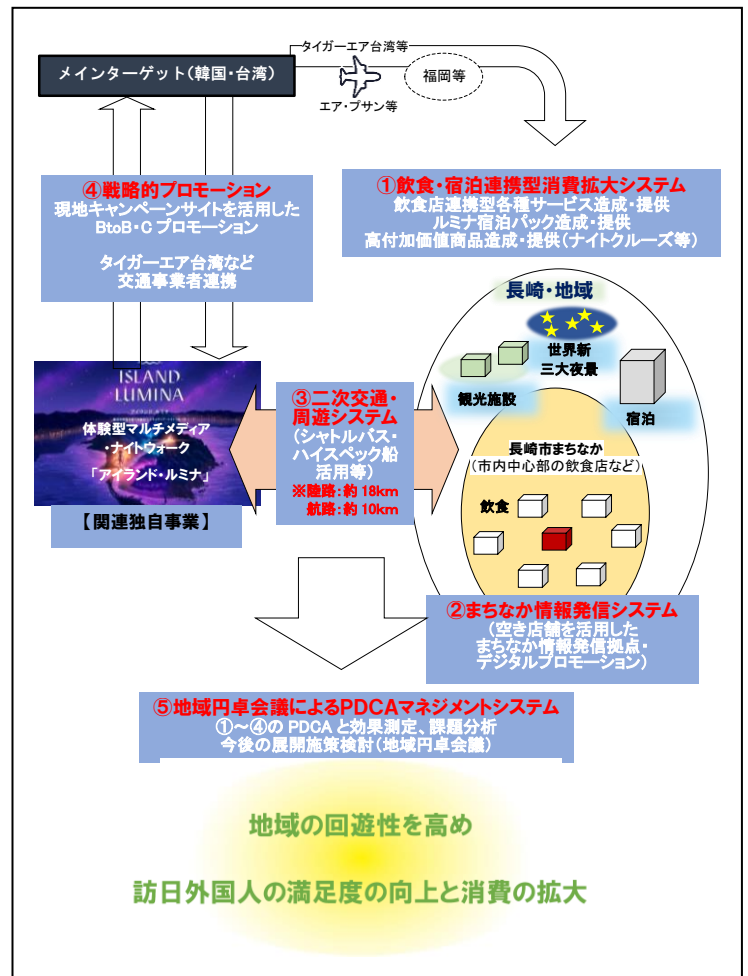 タイガーエア台湾等
メインターゲット(韓国・台湾)
福岡等
エア・プサン等
④戦略的プロモーション
現地キャンペーンサイトを活用した
BtoB・C プロモーション
タイガーエア台湾など
交通事業者連携
①飲食・宿泊連携型消費拡大システム
飲食店連携型各種サービス造成・提供
ルミナ宿泊パック造成・提供
高付加価値商品造成・提供(ナイトクルーズ等)
長崎・地域
世界新
三大夜景
観光施設
宿泊
ISLAND
LUMINA
体験型マルチメディア
・ナイトウォーク
「アイランド・ルミナ」
【関連独自事業】
③二次交通・
周遊システム
(シャトルバス・
ハイスペック船
活用等)
※陸路:約 18km
航路:約 10km
長崎市まちなか
(市内中心部の飲食店など)
飲食
②まちなか情報発信システム
(空き店舗を活用した
まちなか情報発信拠点・
デジタルプロモーション)
⑤地域円卓会議によるPDCAマネジメントシステム
①～④の PDCA と効果測定、課題分析
今後の展開施策検討(地域円卓会議)
地域の回遊性を高め
訪日外国人の満足度の向上と消費の拡大